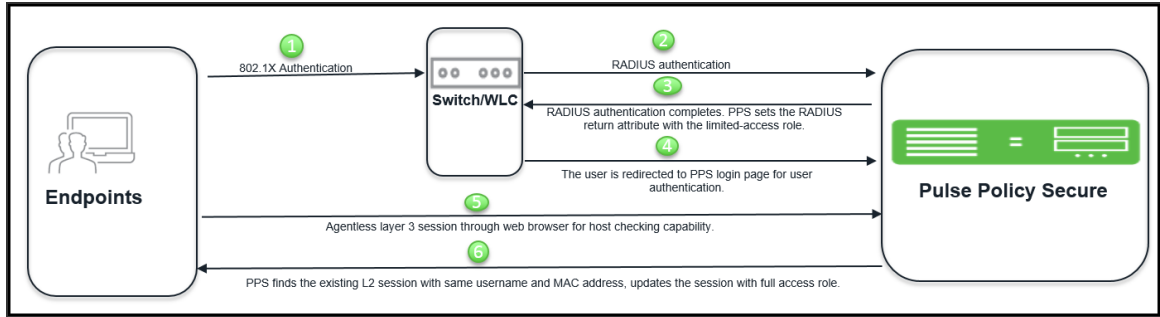 1
802.1X Authentication
2
RADIUS authentication
3
RADIUS authentication completes. PPS sets the RADIUS
return attribute with the limited-access role.
4
The user is redirected to PPS login page for user
authentication.
Switch/WLC
Endpoints
Pulse Policy Secure
5
Agentless layer 3 session through web browser for host checking capability.
6
PPS finds the existing L2 session with same username and MAC address, updates the session with full access role.